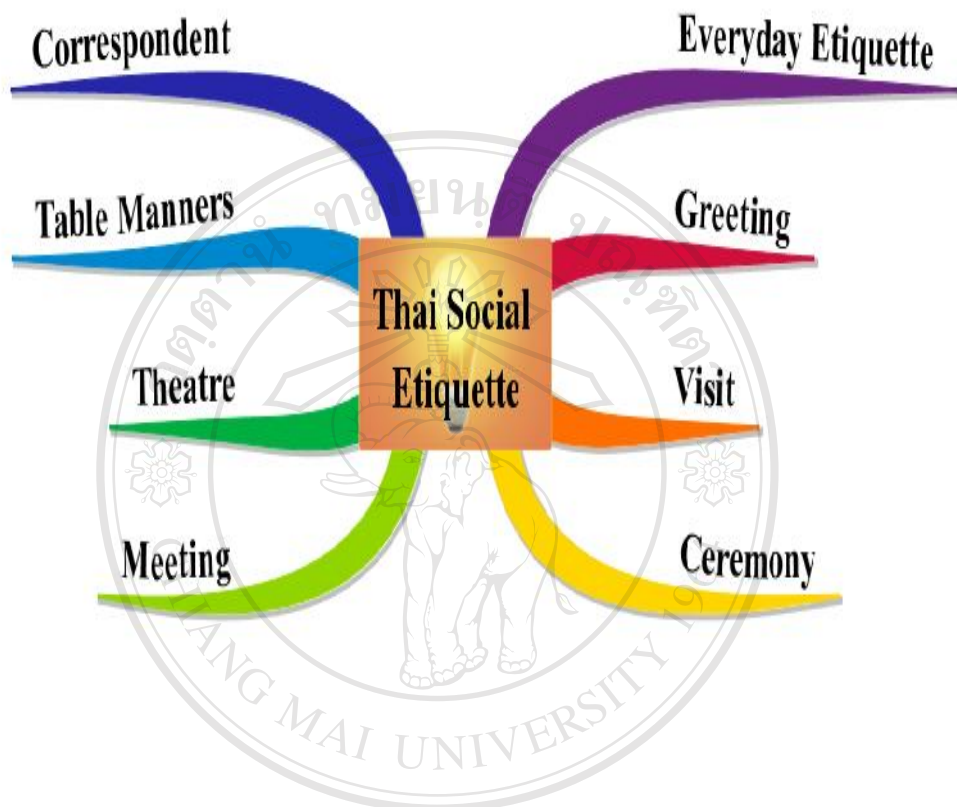 Correspondent
Everyday Etiquette
Table Manners
Greeting
Thai Social
Etiquette
Theatre
Visit
Meeting
Ceremony
CHIANG MAI UNIVERSITY